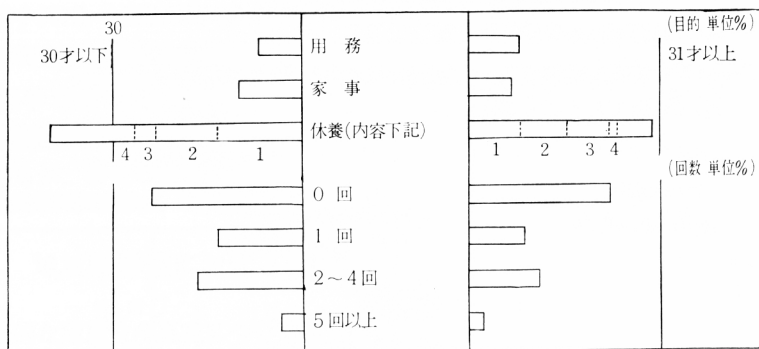 30
(目的 単位%)
30才以下
用 務
31才以上
家 事
休養(内容下記)
4 3 2 1
1 2 3 4
(回数 単位%)
0 回
1 回
2〜4回
5回以上